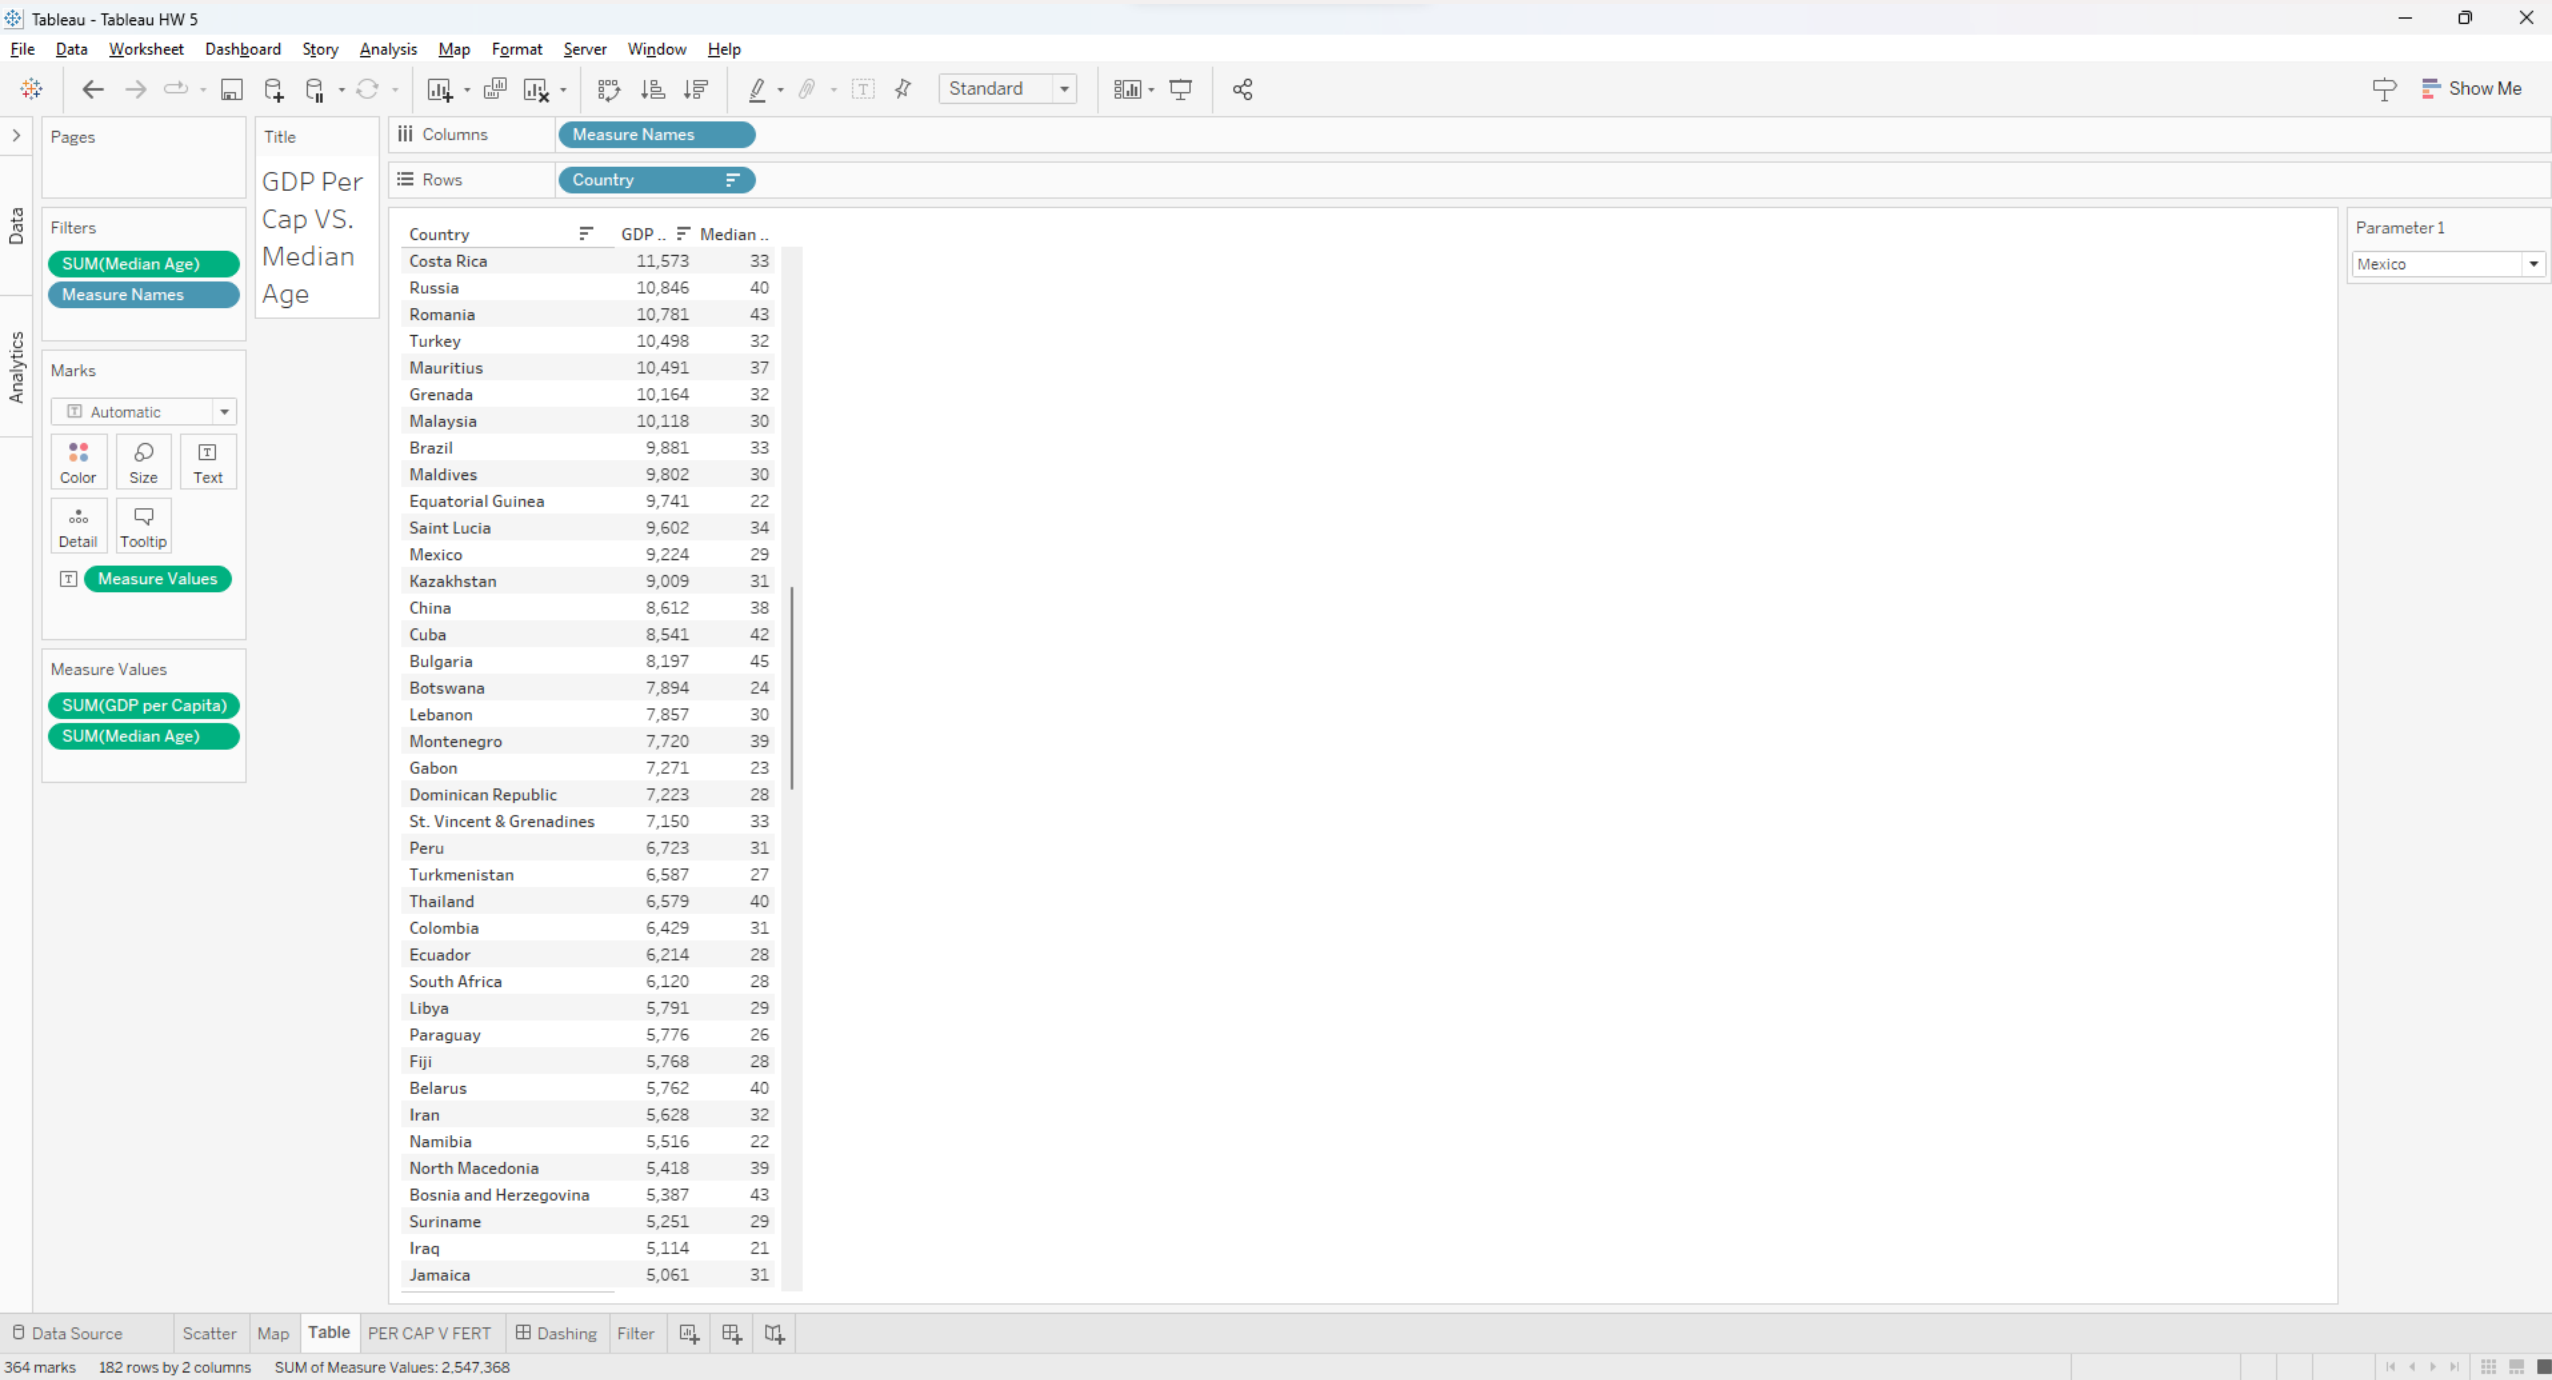 Tableau - Tableau HW 5
File Data Worksheet Dashboard Story Analysis Map Format Server Window Help
Standard
Show Me
Pages
Title
Columns
Measure Names
GDP Per
Cap VS.
Median
Age
Rows
Country
Data
Analytics
Filters
SUM(Median Age)
Measure Names
Marks
Automatic
Color Size Text
Detail Tooltip
Measure Values
Measure Values
SUM(GDP per Capita)
SUM(Median Age)
Country GDP .. Median ..
Costa Rica 11,573 33
Russia 10,846 40
Romania 10,781 43
Turkey 10,498 32
Mauritius 10,491 37
Grenada 10,164 32
Malaysia 10,118 30
Brazil 9,881 33
Maldives 9,802 30
Equatorial Guinea 9,741 22
Saint Lucia 9,602 34
Mexico 9,224 29
Kazakhstan 9,009 31
China 8,612 38
Cuba 8,541 42
Bulgaria 8,197 45
Botswana 7,894 24
Lebanon 7,857 30
Montenegro 7,720 39
Gabon 7,271 23
Dominican Republic 7,223 28
St. Vincent & Grenadines 7,150 33
Peru 6,723 31
Turkmenistan 6,587 27
Thailand 6,579 40
Colombia 6,429 31
Ecuador 6,214 28
South Africa 6,120 28
Libya 5,791 29
Paraguay 5,776 26
Fiji 5,768 28
Belarus 5,762 40
Iran 5,628 32
Namibia 5,516 22
North Macedonia 5,418 39
Bosnia and Herzegovina 5,387 43
Suriname 5,251 29
Iraq 5,114 21
Jamaica 5,061 31
Parameter 1
Mexico
Data Source Scatter Map Table PER CAP V FERT Dashing Filter
364 marks 182 rows by 2 columns SUM of Measure Values: 2,547,368